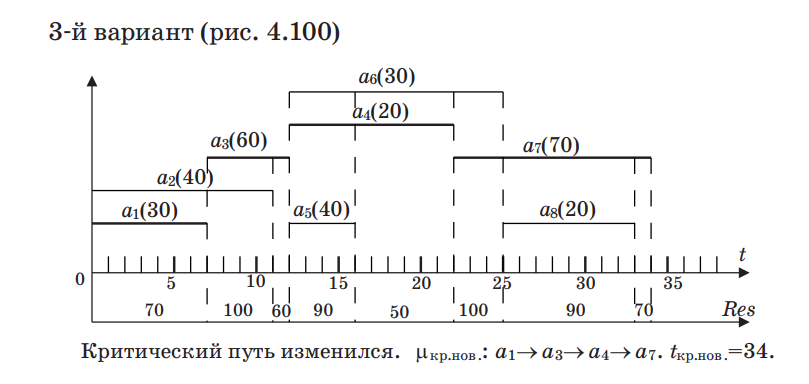 3-й вариант (рис. 4.100)
a₆(30)
a₄(20)
a₃(60)
a₇(70)
a₂(40)
a₁(30)
a₅(40)
a₈(20)
t
0 5 10 15 20 25 30 35
70 100 60 90 50 100 90 70 Res
Критический путь изменился. μкр.нов.: a₁→a₃→a₄→a₇. tкр.нов.=34.